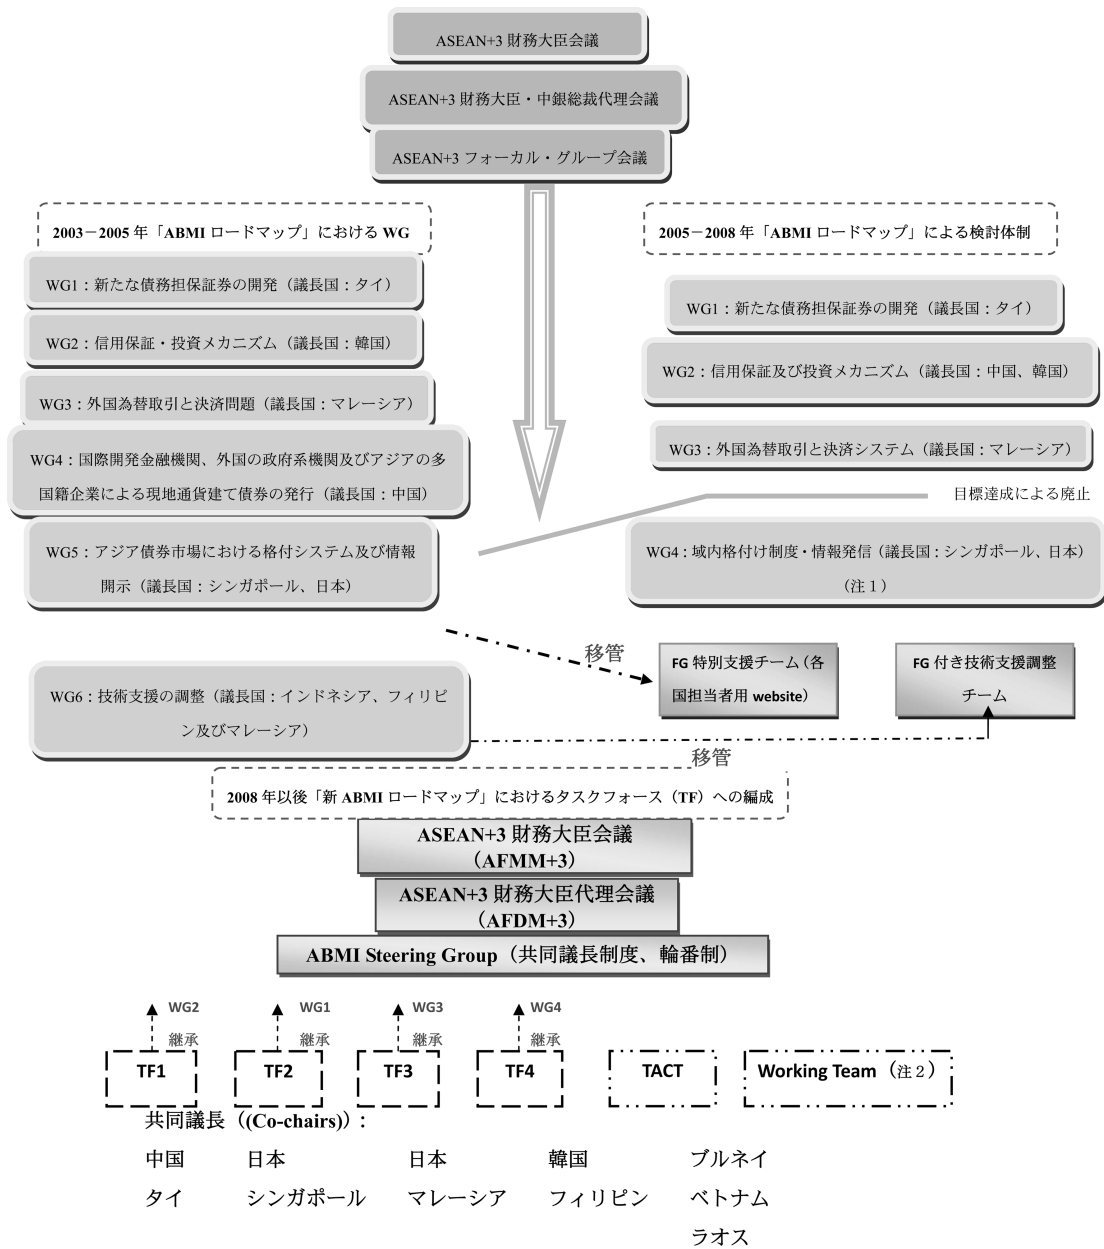 ASEAN+3 財務大臣会議
ASEAN+3 財務大臣・中銀総裁代理会議
ASEAN+3 フォーカル・グループ会議
2003－2005 年「ABMI ロードマップ」における WG
WG1：新たな債務担保証券の開発（議長国：タイ）
WG2：信用保証・投資メカニズム（議長国：韓国）
WG3：外国為替取引と決済問題（議長国：マレーシア）
WG4：国際開発金融機関、外国の政府系機関及びアジアの多
国籍企業による現地通貨建て債券の発行（議長国：中国）
WG5：アジア債券市場における格付システム及び情報
開示（議長国：シンガポール、日本）
WG6：技術支援の調整（議長国：インドネシア、フィリピ
ン及びマレーシア）
2005－2008 年「ABMI ロードマップ」による検討体制
WG1：新たな債務担保証券の開発（議長国：タイ）
WG2：信用保証及び投資メカニズム（議長国：中国、韓国）
WG3：外国為替取引と決済システム（議長国：マレーシア）
目標達成による廃止
WG4：域内格付け制度・情報発信（議長国：シンガポール、日本）
（注１）
移管
FG 特別支援チーム（各
国担当者用 website）
FG 付き技術支援調整
チーム
移管
2008 年以後「新 ABMI ロードマップ」におけるタスクフォース（TF）への編成
ASEAN+3 財務大臣会議
（AFMM+3）
ASEAN+3 財務大臣代理会議
（AFDM+3）
ABMI Steering Group（共同議長制度、輪番制）
WG2 WG1 WG3 WG4
継承 継承 継承 継承
TF1 TF2 TF3 TF4 TACT Working Team（注２）
共同議長（(Co-chairs)）：
中国 日本 日本 韓国 ブルネイ
タイ シンガポール マレーシア フィリピン ベトナム
ラオス